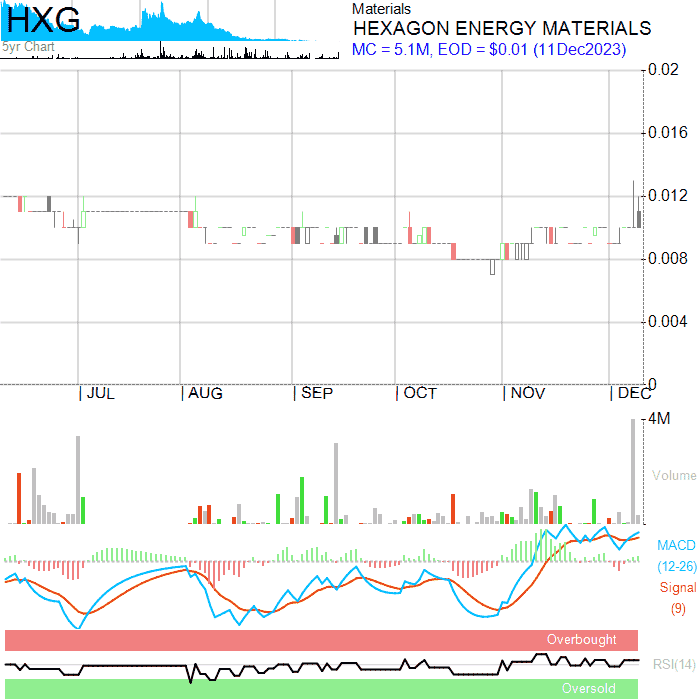 HXG
5yr Chart
Materials
HEXAGON ENERGY MATERIALS
MC = 5.1M, EOD = $0.01 (11Dec2023)
0.02
0.016
0.012
0.008
0.004
0
JUL AUG SEP OCT NOV DEC
4M
Volume
MACD
(12-26)
Signal
(9)
Overbought
RSI(14)
Oversold